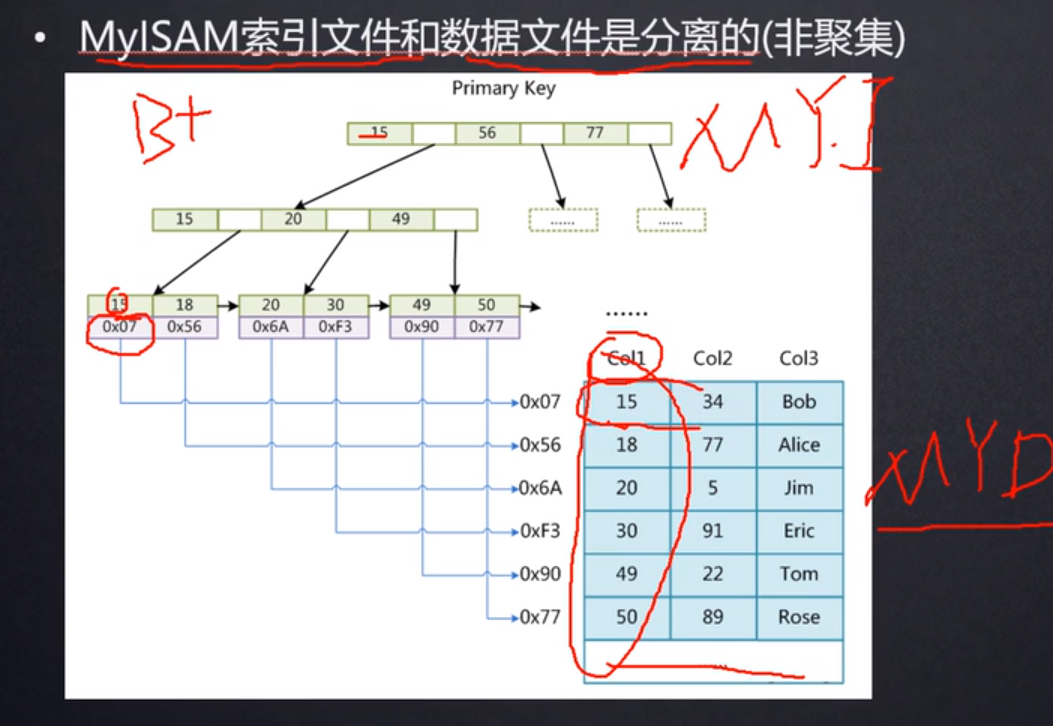 • MyISAM索引文件和数据文件是分离的(非聚集)
Primary Key
B+
MY.I
15 56 77
15 20 49 ...... ......
15 18 20 30 49 50
0x07 0x56 0x6A 0xF3 0x90 0x77
......
Col1 Col2 Col3
0x07 15 34 Bob
0x56 18 77 Alice
0x6A 20 5 Jim
0xF3 30 91 Eric
0x90 49 22 Tom
0x77 50 89 Rose
MYD